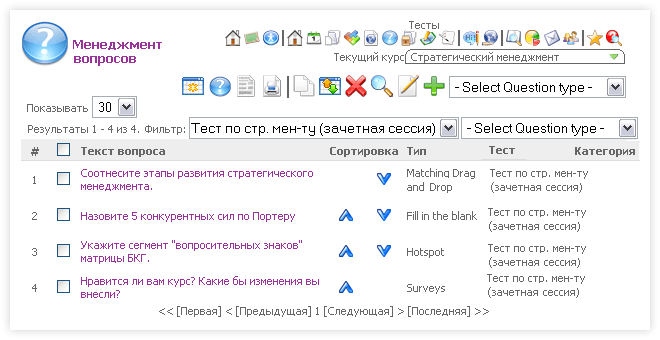 Тесты
Менеджмент
вопросов
Текущий курс Стратегический менеджмент
- Select Question type -
Показывать 30
Результаты 1 - 4 из 4. Фильтр: Тест по стр. мен-ту (зачетная сессия) - Select Question type -
# Текст вопроса Сортировка Тип Тест Категория
1 Соотнесите этапы развития стратегического менеджмента. Matching Drag and Drop Тест по стр. мен-ту (зачетная сессия)
2 Назовите 5 конкурентных сил по Портеру Fill in the blank Тест по стр. мен-ту (зачетная сессия)
3 Укажите сегмент "вопросительных знаков" матрицы БКГ. Hotspot Тест по стр. мен-ту (зачетная сессия)
4 Нравится ли вам курс? Какие бы изменения вы внесли? Surveys Тест по стр. мен-ту (зачетная сессия)
<< [Первая] < [Предыдущая] 1 [Следующая] > [Последняя] >>